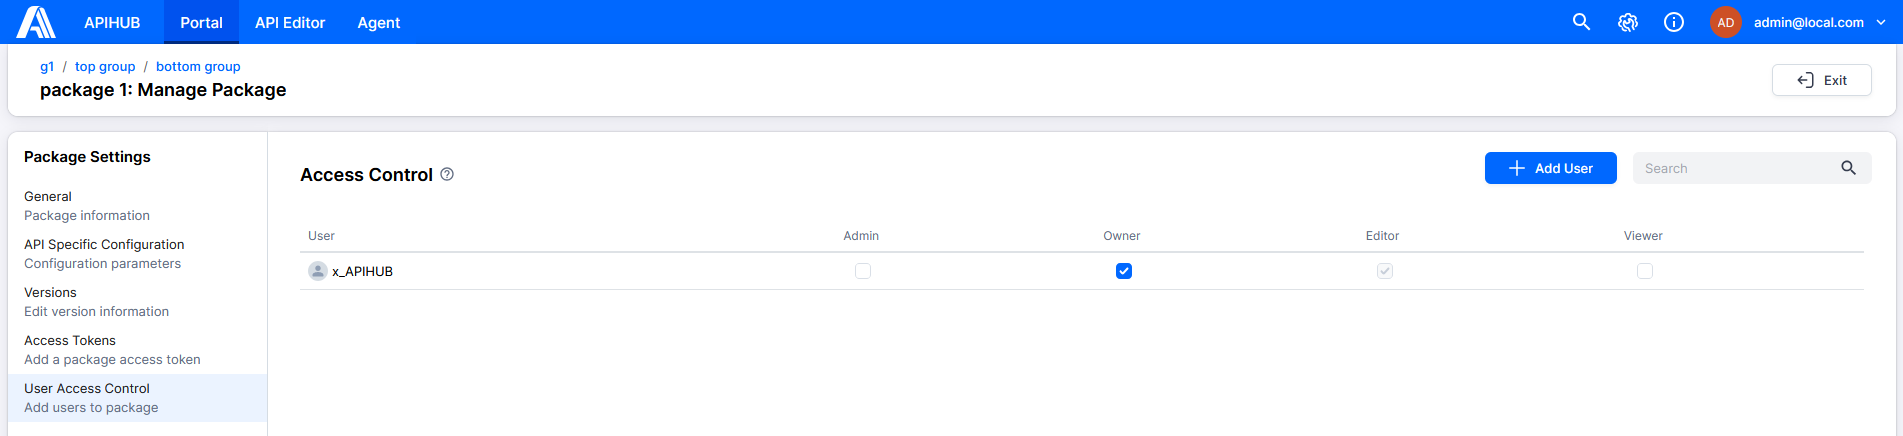 APIHUB Portal API Editor Agent AD admin@local.com
g1 / top group / bottom group
package 1: Manage Package
Exit
Package Settings
General
Package information
API Specific Configuration
Configuration parameters
Versions
Edit version information
Access Tokens
Add a package access token
User Access Control
Add users to package
Access Control
Add User
Search
User Admin Owner Editor Viewer
x_APIHUB